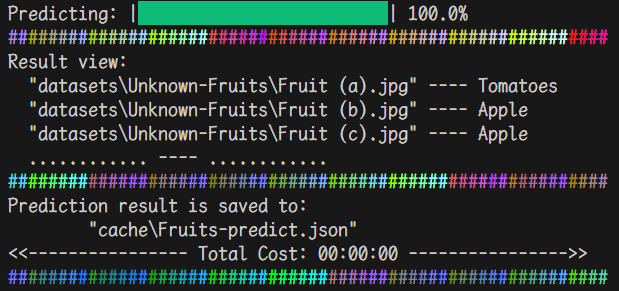 Predicting: |██████████████████████████████| 100.0%
############################################################
Result view:
"datasets\Unknown-Fruits\Fruit (a).jpg" ---- Tomatoes
"datasets\Unknown-Fruits\Fruit (b).jpg" ---- Apple
"datasets\Unknown-Fruits\Fruit (c).jpg" ---- Apple
............ ---- ............
############################################################
Prediction result is saved to:
"cache\Fruits-predict.json"
<<---------------- Total Cost: 00:00:00 ---------------->>
############################################################